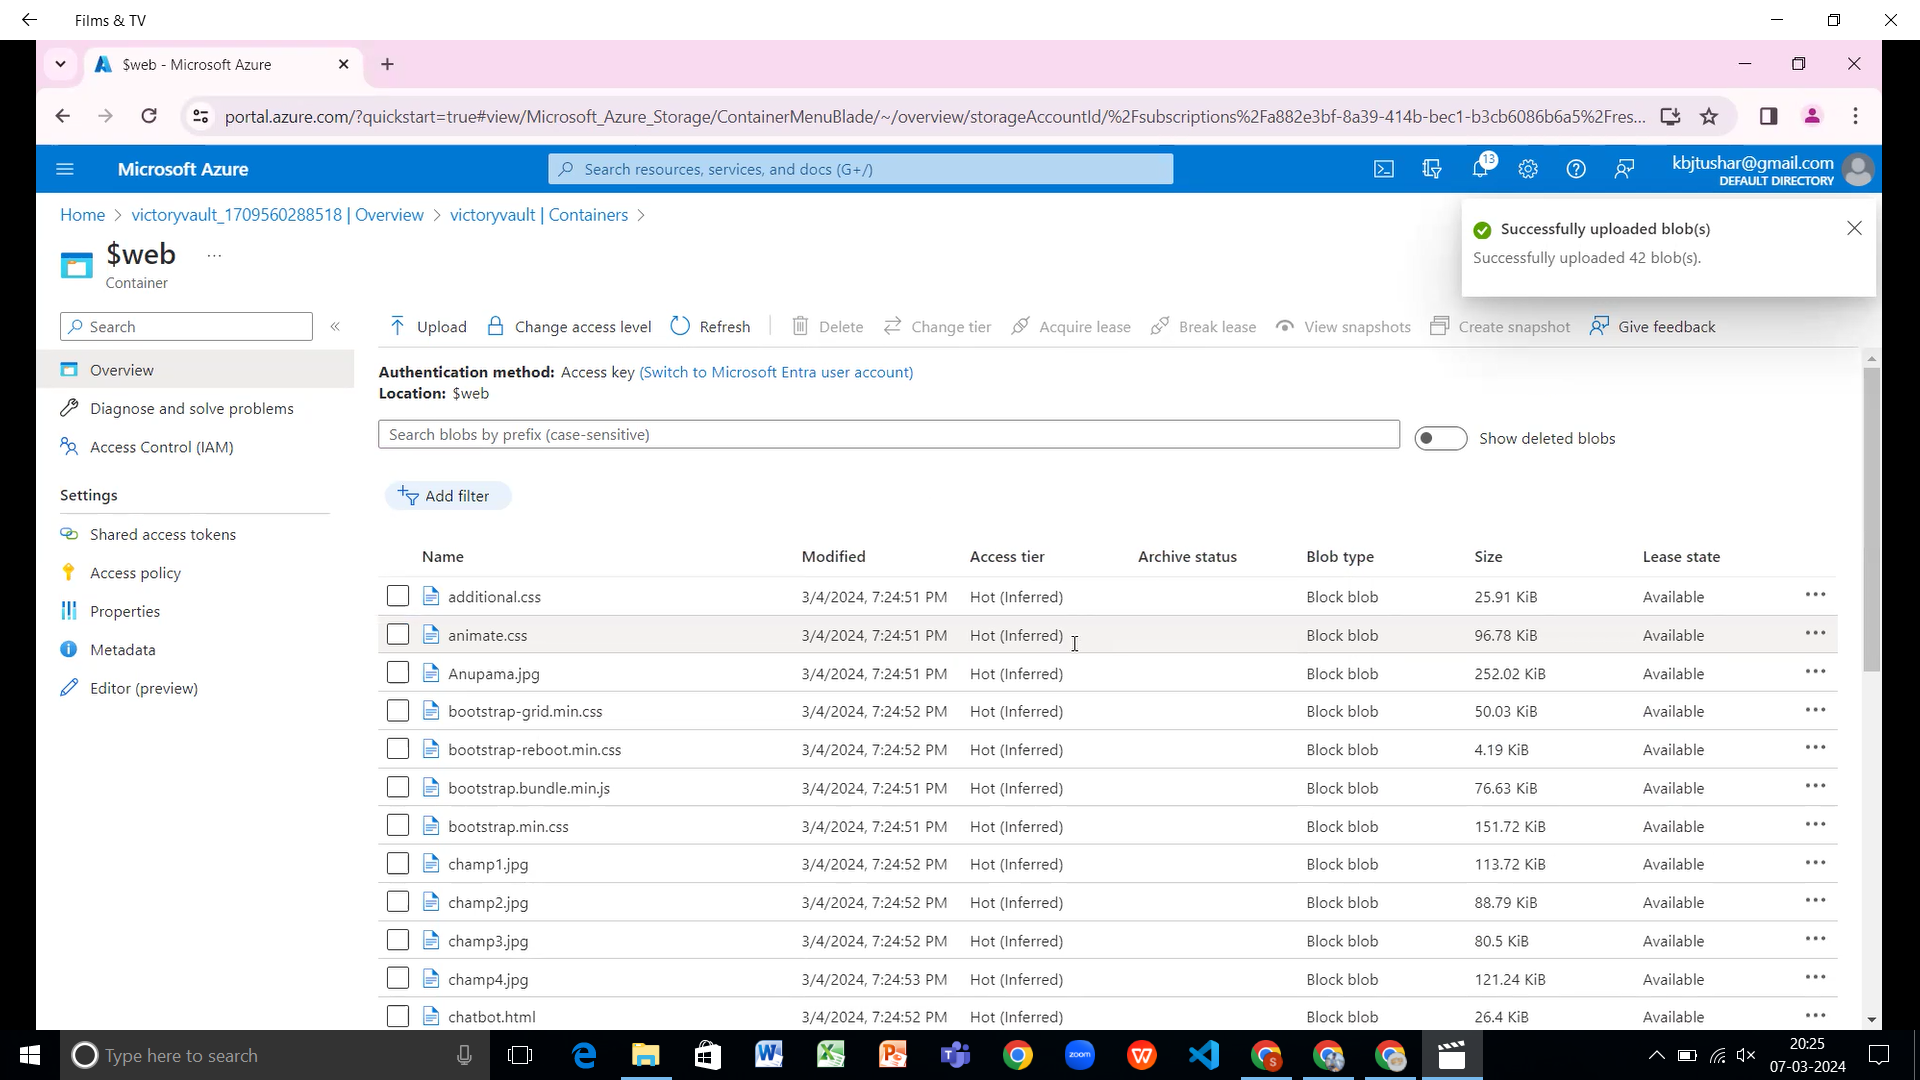 Films & TV
$web - Microsoft Azure
portal.azure.com/?quickstart=true#view/Microsoft_Azure_Storage/ContainerMenuBlade/~/overview/storageAccountId/%2Fsubscriptions%2Fa882e3bf-8a39-414b-bec1-b3cb6086b6a5%2Fres...
Microsoft Azure
Search resources, services, and docs (G+/)
13
kbjtushar@gmail.com
DEFAULT DIRECTORY
Home > victoryvault_1709560288518 | Overview > victoryvault | Containers >
$web ...
Container
Successfully uploaded blob(s)
Successfully uploaded 42 blob(s).
Search
Overview
Diagnose and solve problems
Access Control (IAM)
Settings
Shared access tokens
Access policy
Properties
Metadata
Editor (preview)
Upload Change access level Refresh Delete Change tier Acquire lease Break lease View snapshots Create snapshot Give feedback
Authentication method: Access key (Switch to Microsoft Entra user account)
Location: $web
Search blobs by prefix (case-sensitive)
Show deleted blobs
Add filter
Name Modified Access tier Archive status Blob type Size Lease state
additional.css 3/4/2024, 7:24:51 PM Hot (Inferred) Block blob 25.91 KiB Available
animate.css 3/4/2024, 7:24:51 PM Hot (Inferred) Block blob 96.78 KiB Available
Anupama.jpg 3/4/2024, 7:24:51 PM Hot (Inferred) Block blob 252.02 KiB Available
bootstrap-grid.min.css 3/4/2024, 7:24:52 PM Hot (Inferred) Block blob 50.03 KiB Available
bootstrap-reboot.min.css 3/4/2024, 7:24:52 PM Hot (Inferred) Block blob 4.19 KiB Available
bootstrap.bundle.min.js 3/4/2024, 7:24:51 PM Hot (Inferred) Block blob 76.63 KiB Available
bootstrap.min.css 3/4/2024, 7:24:51 PM Hot (Inferred) Block blob 151.72 KiB Available
champ1.jpg 3/4/2024, 7:24:52 PM Hot (Inferred) Block blob 113.72 KiB Available
champ2.jpg 3/4/2024, 7:24:52 PM Hot (Inferred) Block blob 88.79 KiB Available
champ3.jpg 3/4/2024, 7:24:52 PM Hot (Inferred) Block blob 80.5 KiB Available
champ4.jpg 3/4/2024, 7:24:53 PM Hot (Inferred) Block blob 121.24 KiB Available
chatbot.html 3/4/2024, 7:24:52 PM Hot (Inferred) Block blob 26.4 KiB Available
Type here to search
zoom
20:25
07-03-2024